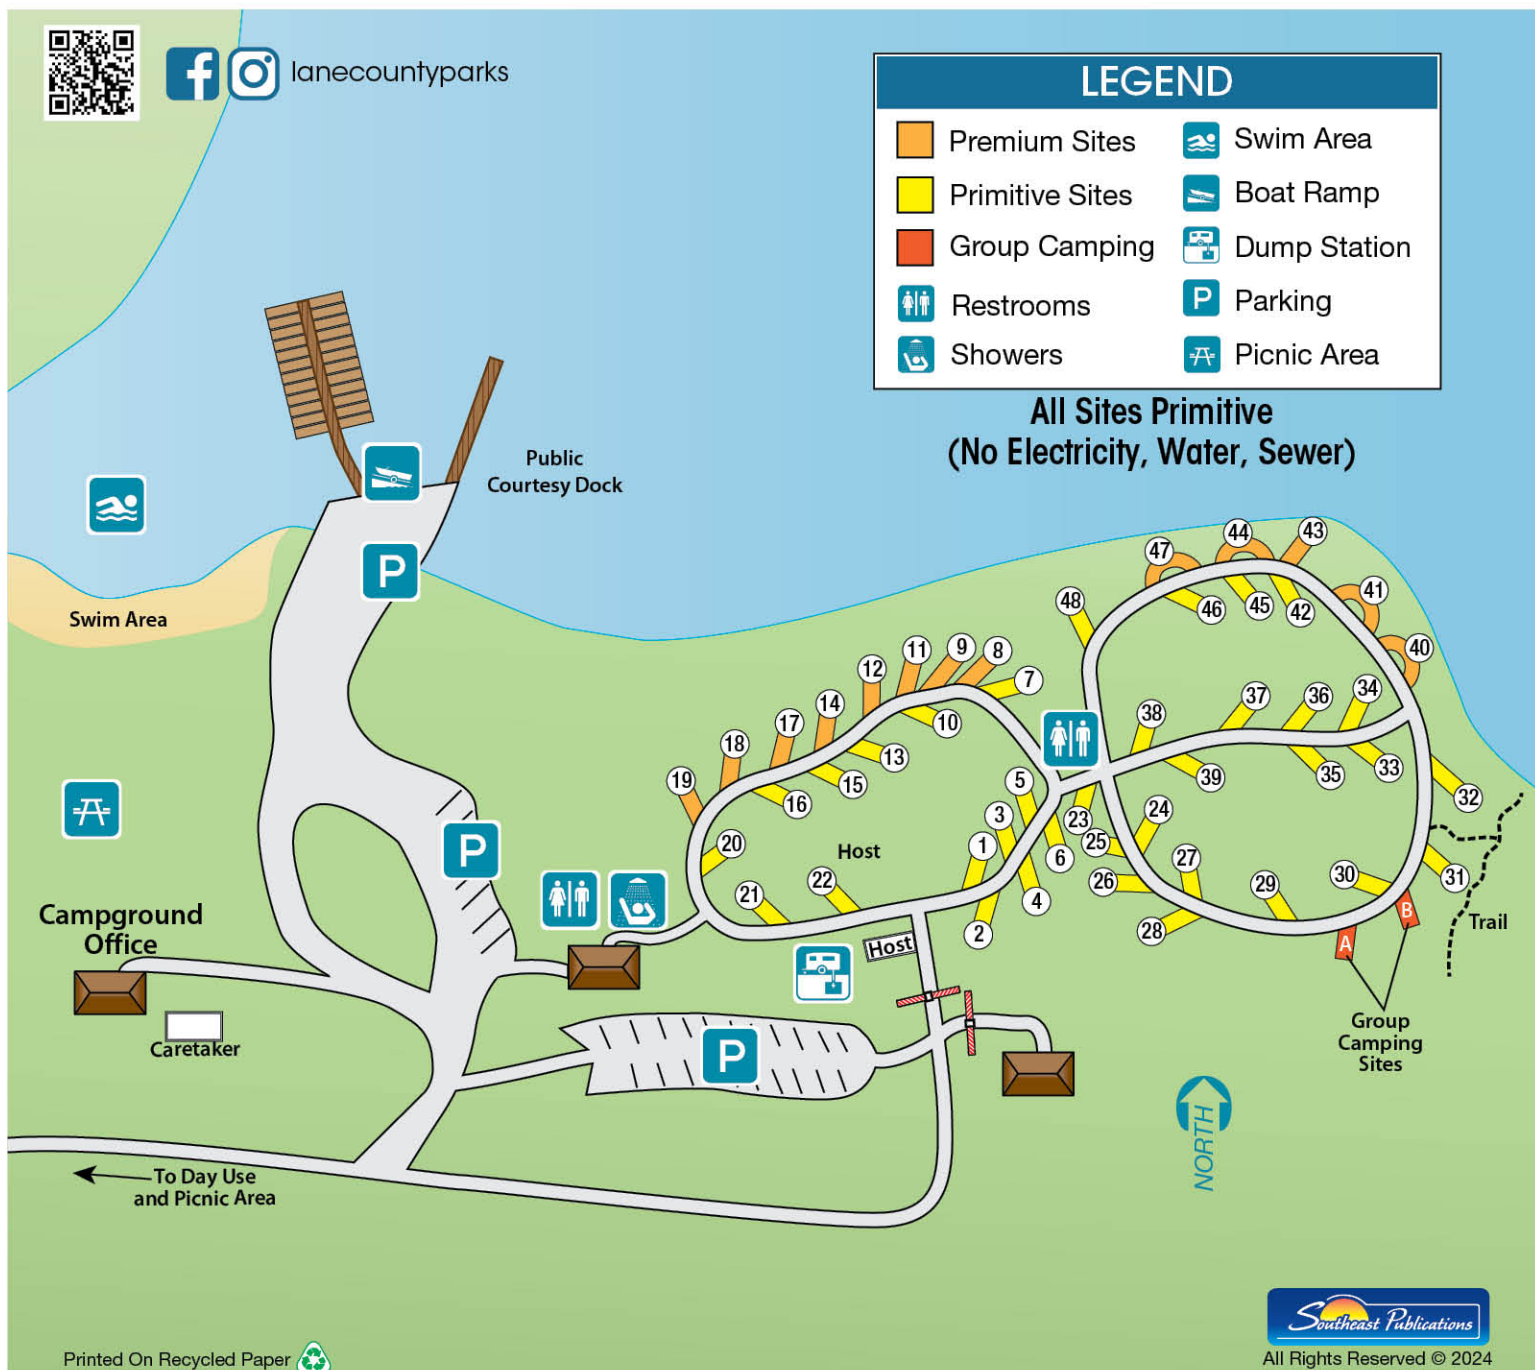 lanecountyparks
LEGEND
Premium Sites
Primitive Sites
Group Camping
Restrooms
Showers
Swim Area
Boat Ramp
Dump Station
P
Parking
Picnic Area
All Sites Primitive
(No Electricity, Water, Sewer)
Public
Courtesy Dock
P
Swim Area
47
44
43
41
46
45
42
48
40
11
9
8
12
7
14
10
17
13
18
15
19
16
38
37
36
34
39
35
33
32
5
3
1
23
24
25
6
27
20
Host
22
21
4
26
29
30
31
2
28
B
A
Trail
P
Campground
Office
Host
Caretaker
P
Group
Camping
Sites
NORTH
To Day Use
and Picnic Area
Southeast Publications
All Rights Reserved © 2024
Printed On Recycled Paper